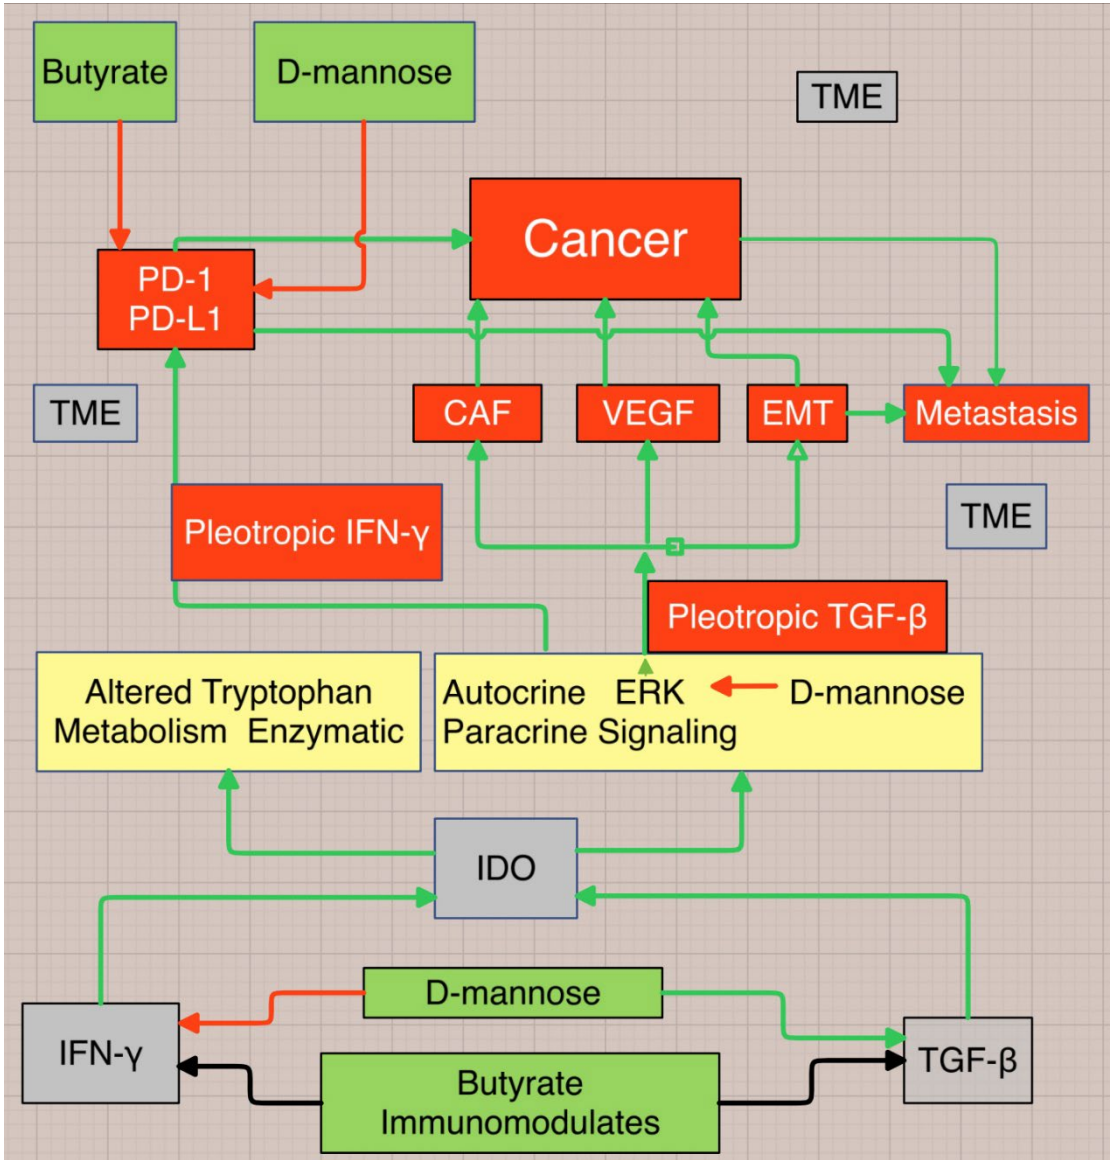 Butyrate
D-mannose
TME
Cancer
PD-1
PD-L1
TME
CAF
VEGF
EMT
Metastasis
Pleotropic IFN-γ
TME
Pleotropic TGF-β
Altered Tryptophan
Metabolism Enzymatic
Autocrine ERK D-mannose
Paracrine Signaling
IDO
D-mannose
IFN-γ
TGF-β
Butyrate
Immunomodulates